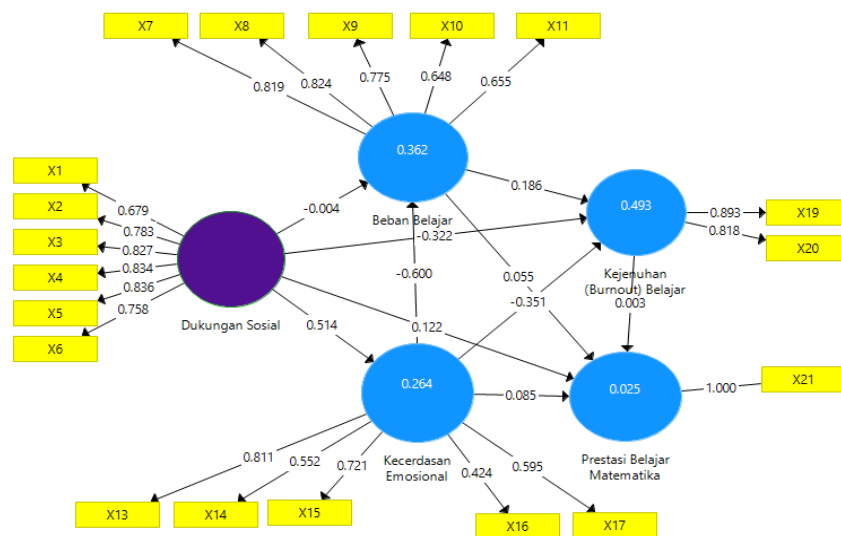 X7
X8
X9
X10
X11
0.819
0.824
0.775
0.648
0.655
0.362
Beban Belajar
X1
X2
X3
X4
X5
X6
0.679
0.783
0.827
0.834
0.836
0.758
Dukungan Sosial
-0.004
-0.322
0.186
0.493
Kejenuhan
(Burnout) Belajar
0.893
0.818
X19
X20
-0.600
0.055
-0.351
0.003
0.514
0.122
0.264
Kecerdasan
Emosional
0.085
0.025
Prestasi Belajar
Matematika
1.000
X21
0.811
0.552
0.721
0.424
0.595
X13
X14
X15
X16
X17